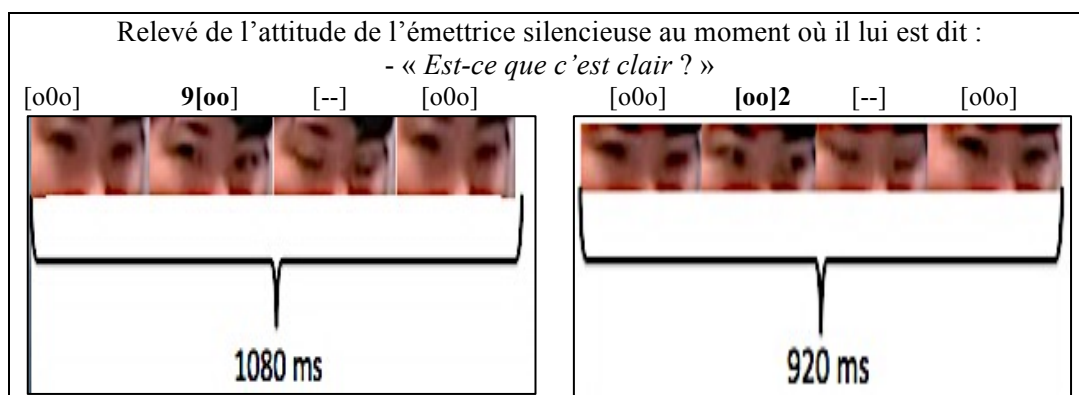 Relevé de l’attitude de l’émettrice silencieuse au moment où il lui est dit :
- « Est-ce que c’est clair ? »
[o0o] 9[oo] [--] [o0o] [o0o] [oo]2 [--] [o0o]
1080 ms 920 ms